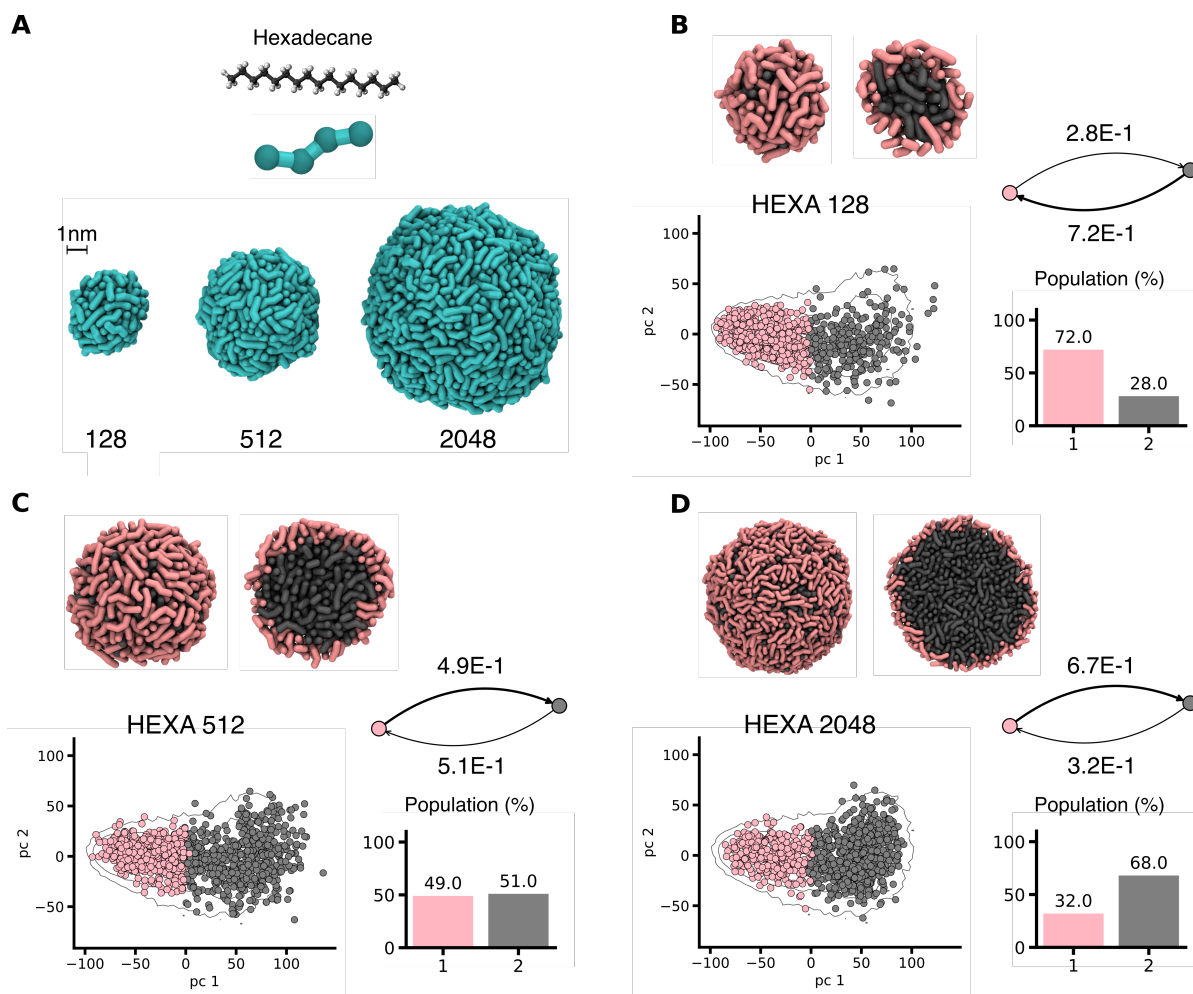 A
Hexadecane
1nm
128
512
2048
B
2.8E-1
7.2E-1
HEXA 128
100
50
0
−50
pc 2
−100
−50
0
50
100
pc 1
Population (%)
100
50
0
72.0
28.0
1
2
C
4.9E-1
5.1E-1
HEXA 512
100
50
0
−50
pc 2
−100
−50
0
50
100
pc 1
Population (%)
100
50
0
49.0
51.0
1
2
D
6.7E-1
3.2E-1
HEXA 2048
100
50
0
−50
pc 2
−100
−50
0
50
100
pc 1
Population (%)
100
50
0
32.0
68.0
1
2